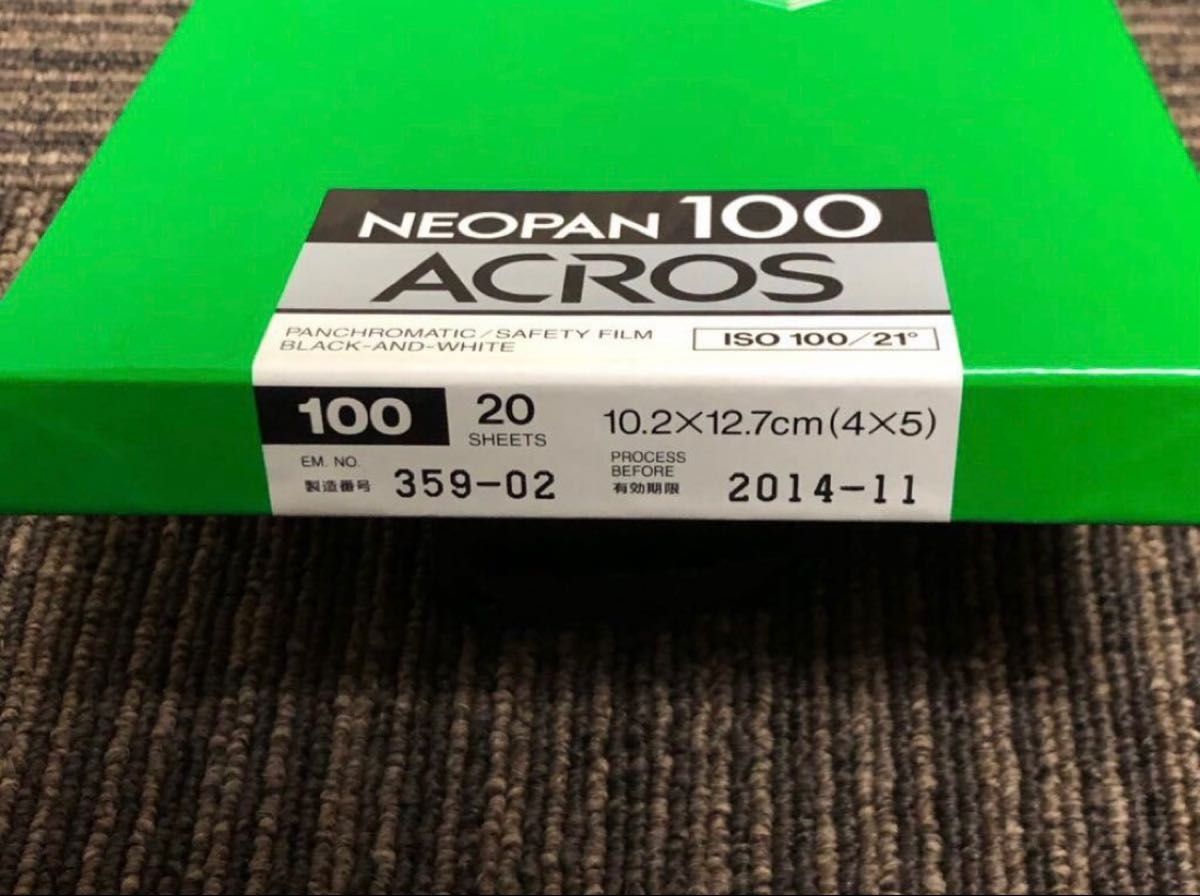 NEOPAN 100
ACROS
PANCHROMATIC/SAFETY FILM
BLACK-AND-WHITE
ISO 100/21°
100
20
SHEETS
10.2×12.7cm(4×5)
EM. NO.
製造番号 359-02
PROCESS
BEFORE
有効期限 2014-11